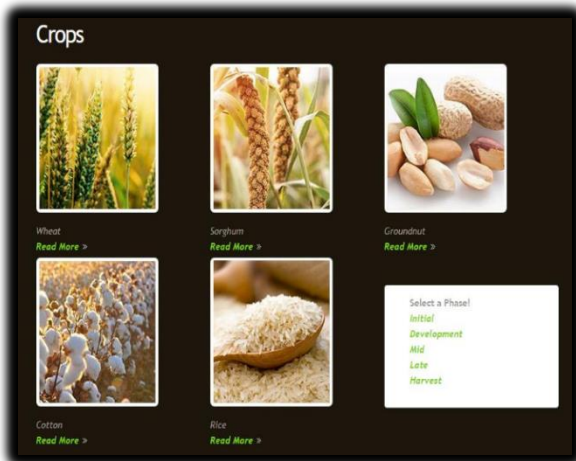 Crops
Wheat
Read More »
Sorghum
Read More »
Groundnut
Read More »
Cotton
Read More »
Rice
Read More »
Select a Phase!
Initial
Development
Mid
Late
Harvest